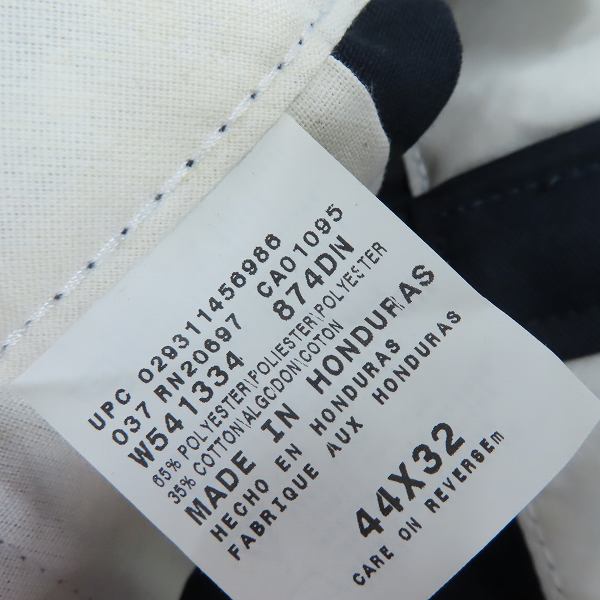 UPC 029311456986
037 RN20697 CA01095
W541334 874DN
65% POLYESTER\POLIESTER\POLYESTER
35% COTTON\ALGODON\COTON
MADE IN HONDURAS
HECHO EN HONDURAS
FABRIQUE AUX HONDURAS
44X32
CARE ON REVERSEm